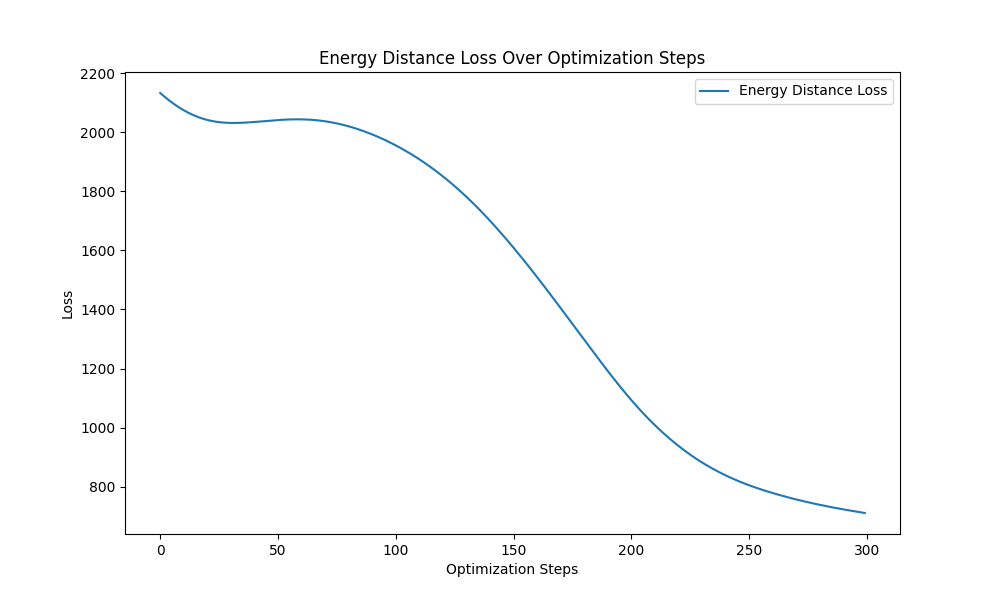 Energy Distance Loss Over Optimization Steps
Energy Distance Loss
Loss
2200
2000
1800
1600
1400
1200
1000
800
0 50 100 150 200 250 300
Optimization Steps